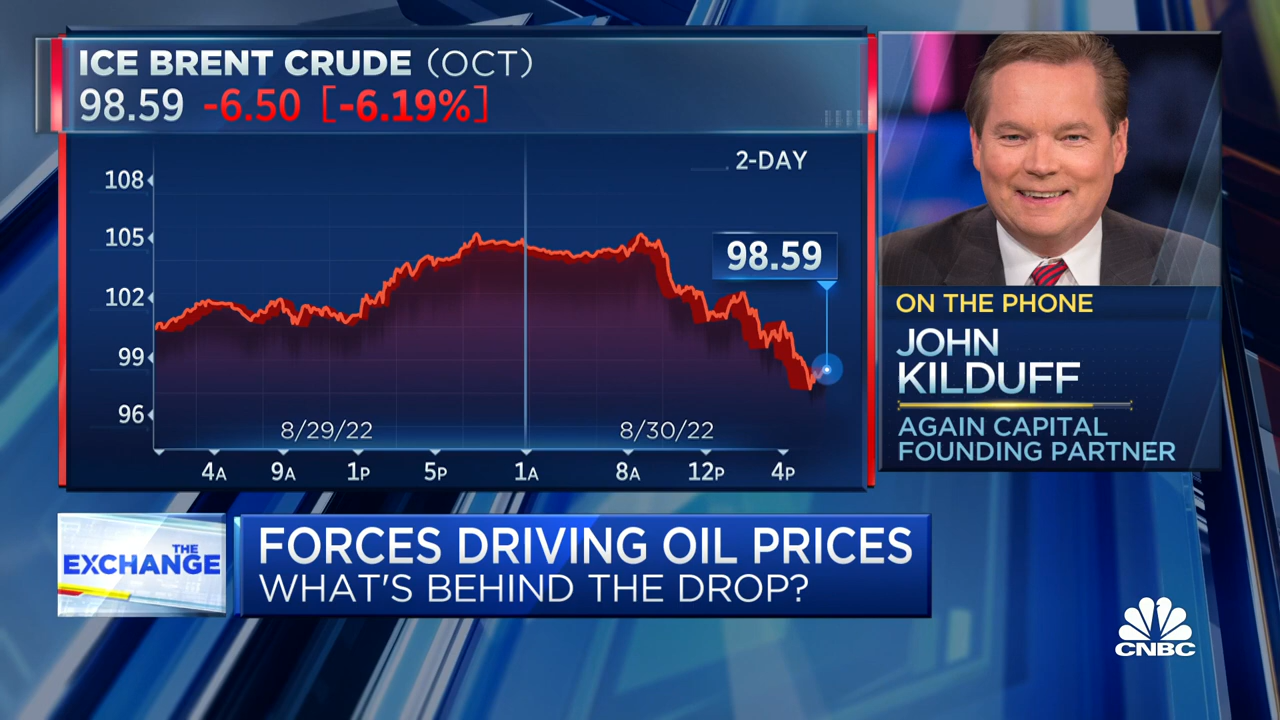 ICE BRENT CRUDE (OCT)
98.59 -6.50 [-6.19%]
2-DAY
108
105
102
99
96
98.59
8/29/22 8/30/22
4A 9A 1P 5P 1A 8A 12P 4P
ON THE PHONE
JOHN
KILDUFF
AGAIN CAPITAL
FOUNDING PARTNER
THE
EXCHANGE
FORCES DRIVING OIL PRICES
WHAT'S BEHIND THE DROP?
CNBC